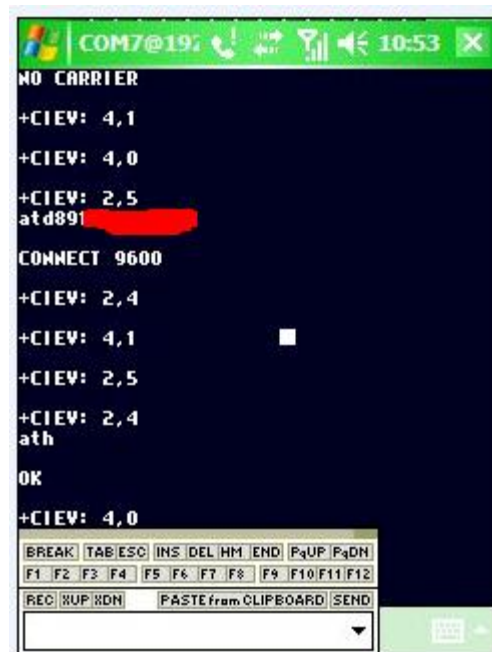 COM7@192 10:53
NO CARRIER
+CIEV: 4,1
+CIEV: 4,0
+CIEV: 2,5
atd891
CONNECT 9600
+CIEV: 2,4
+CIEV: 4,1
+CIEV: 2,5
+CIEV: 2,4
ath
OK
+CIEV: 4,0
BREAK TAB ESC INS DEL HM END PgUP PgDN
F1 F2 F3 F4 F5 F6 F7 F8 F9 F10 F11 F12
REC XUP XDN PASTE from CLIPBOARD SEND